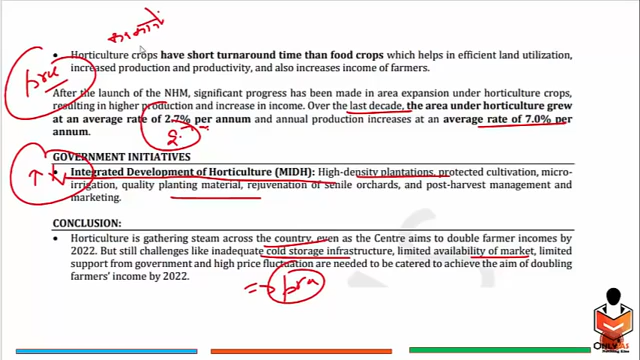 • Horticulture crops have short turnaround time than food crops which helps in efficient land utilization,
increased production and productivity, and also increases income of farmers.
After the launch of the NHM, significant progress has been made in area expansion under horticulture crops,
resulting in higher production and increase in income. Over the last decade, the area under horticulture grew
at an average rate of 2.7% per annum and annual production increases at an average rate of 7.0% per
annum.
GOVERNMENT INITIATIVES
• Integrated Development of Horticulture (MIDH): High-density plantations, protected cultivation, micro-
irrigation, quality planting material, rejuvenation of senile orchards, and post-harvest management and
marketing.
CONCLUSION
• Horticulture is gathering steam across the country, even as the Centre aims to double farmer incomes by
2022. But still challenges like inadequate cold storage infrastructure, limited availability of market, limited
support from government and high price fluctuation are needed to be catered to achieve the aim of doubling
farmers' income by 2022.
ONLY IAS